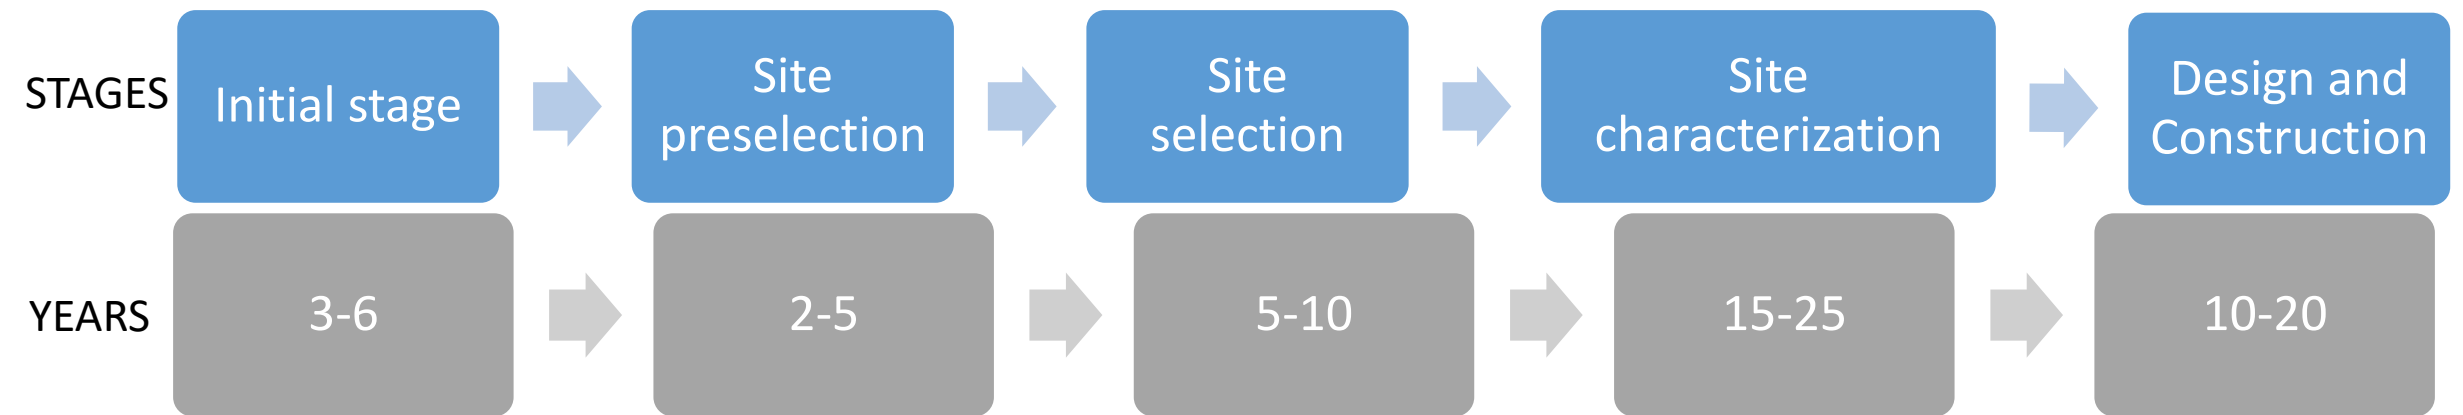 STAGES
Initial stage
Site
preselection
Site
selection
Site
characterization
Design and
Construction
YEARS
3-6
2-5
5-10
15-25
10-20